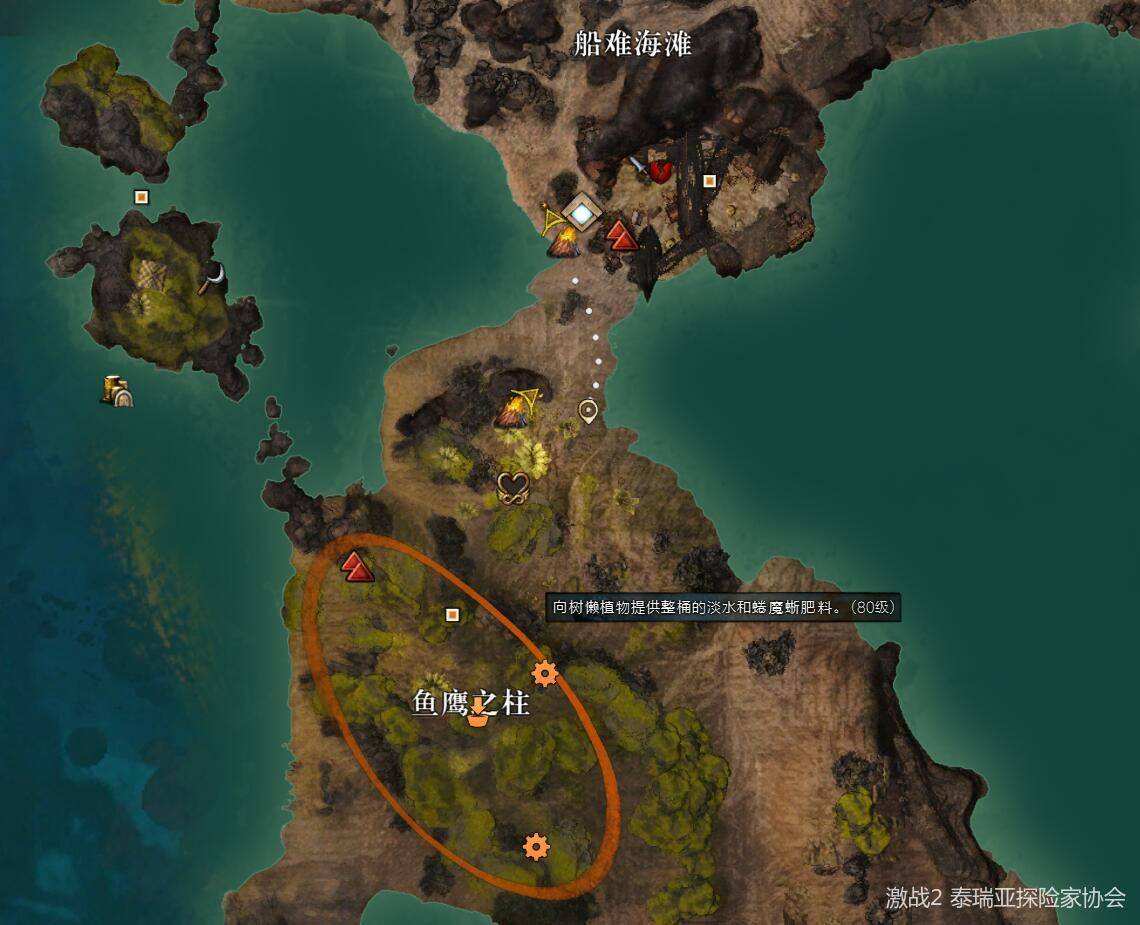 船难海滩
向树懒植物提供整桶的淡水和蜷魔蜥肥料。（80级）
鱼鹰之柱
激战2 泰瑞亚探险家协会